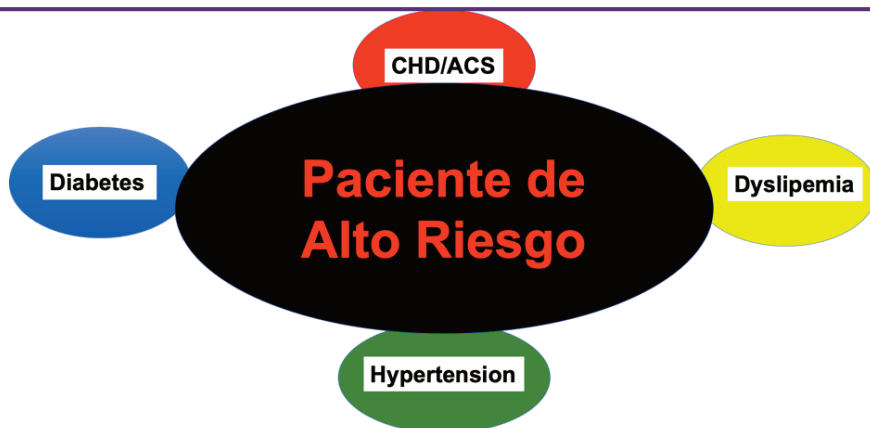 CHD/ACS
Diabetes
Paciente de
Alto Riesgo
Dyslipemia
Hypertension